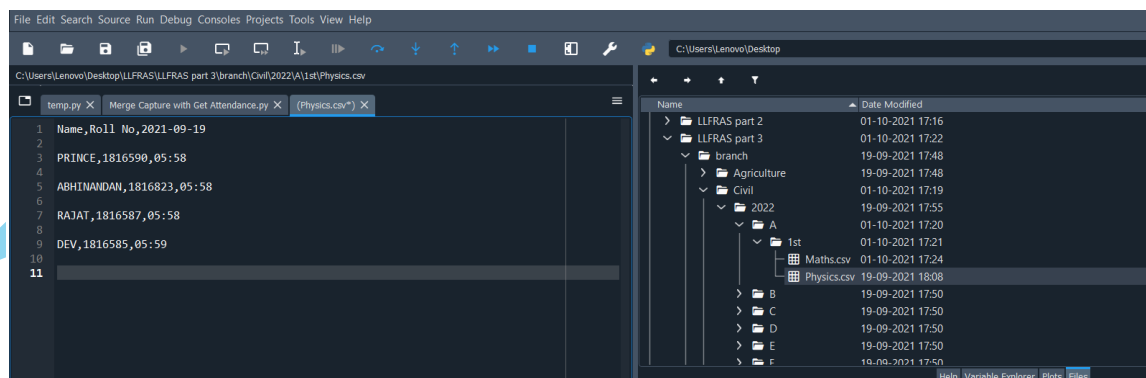 File Edit Search Source Run Debug Consoles Projects Tools View Help
C:\Users\Lenovo\Desktop
C:\Users\Lenovo\Desktop\LLFRAS\LLFRAS part 3\branch\Civil\2022\A\1st\Physics.csv
temp.py Merge Capture with Get Attendance.py (Physics.csv*)
1 Name,Roll No,2021-09-19
2
3 PRINCE,1816590,05:58
4
5 ABHINANDAN,1816823,05:58
6
7 RAJAT,1816587,05:58
8
9 DEV,1816585,05:59
10
11
Name Date Modified
LLFRAS part 2 01-10-2021 17:16
LLFRAS part 3 01-10-2021 17:22
branch 19-09-2021 17:48
Agriculture 19-09-2021 17:48
Civil 01-10-2021 17:19
2022 19-09-2021 17:55
A 01-10-2021 17:20
1st 01-10-2021 17:21
Maths.csv 01-10-2021 17:24
Physics.csv 19-09-2021 18:08
B 19-09-2021 17:50
C 19-09-2021 17:50
D 19-09-2021 17:50
E 19-09-2021 17:50
19-09-2021 17:50
Help Variable Explorer Plots Files